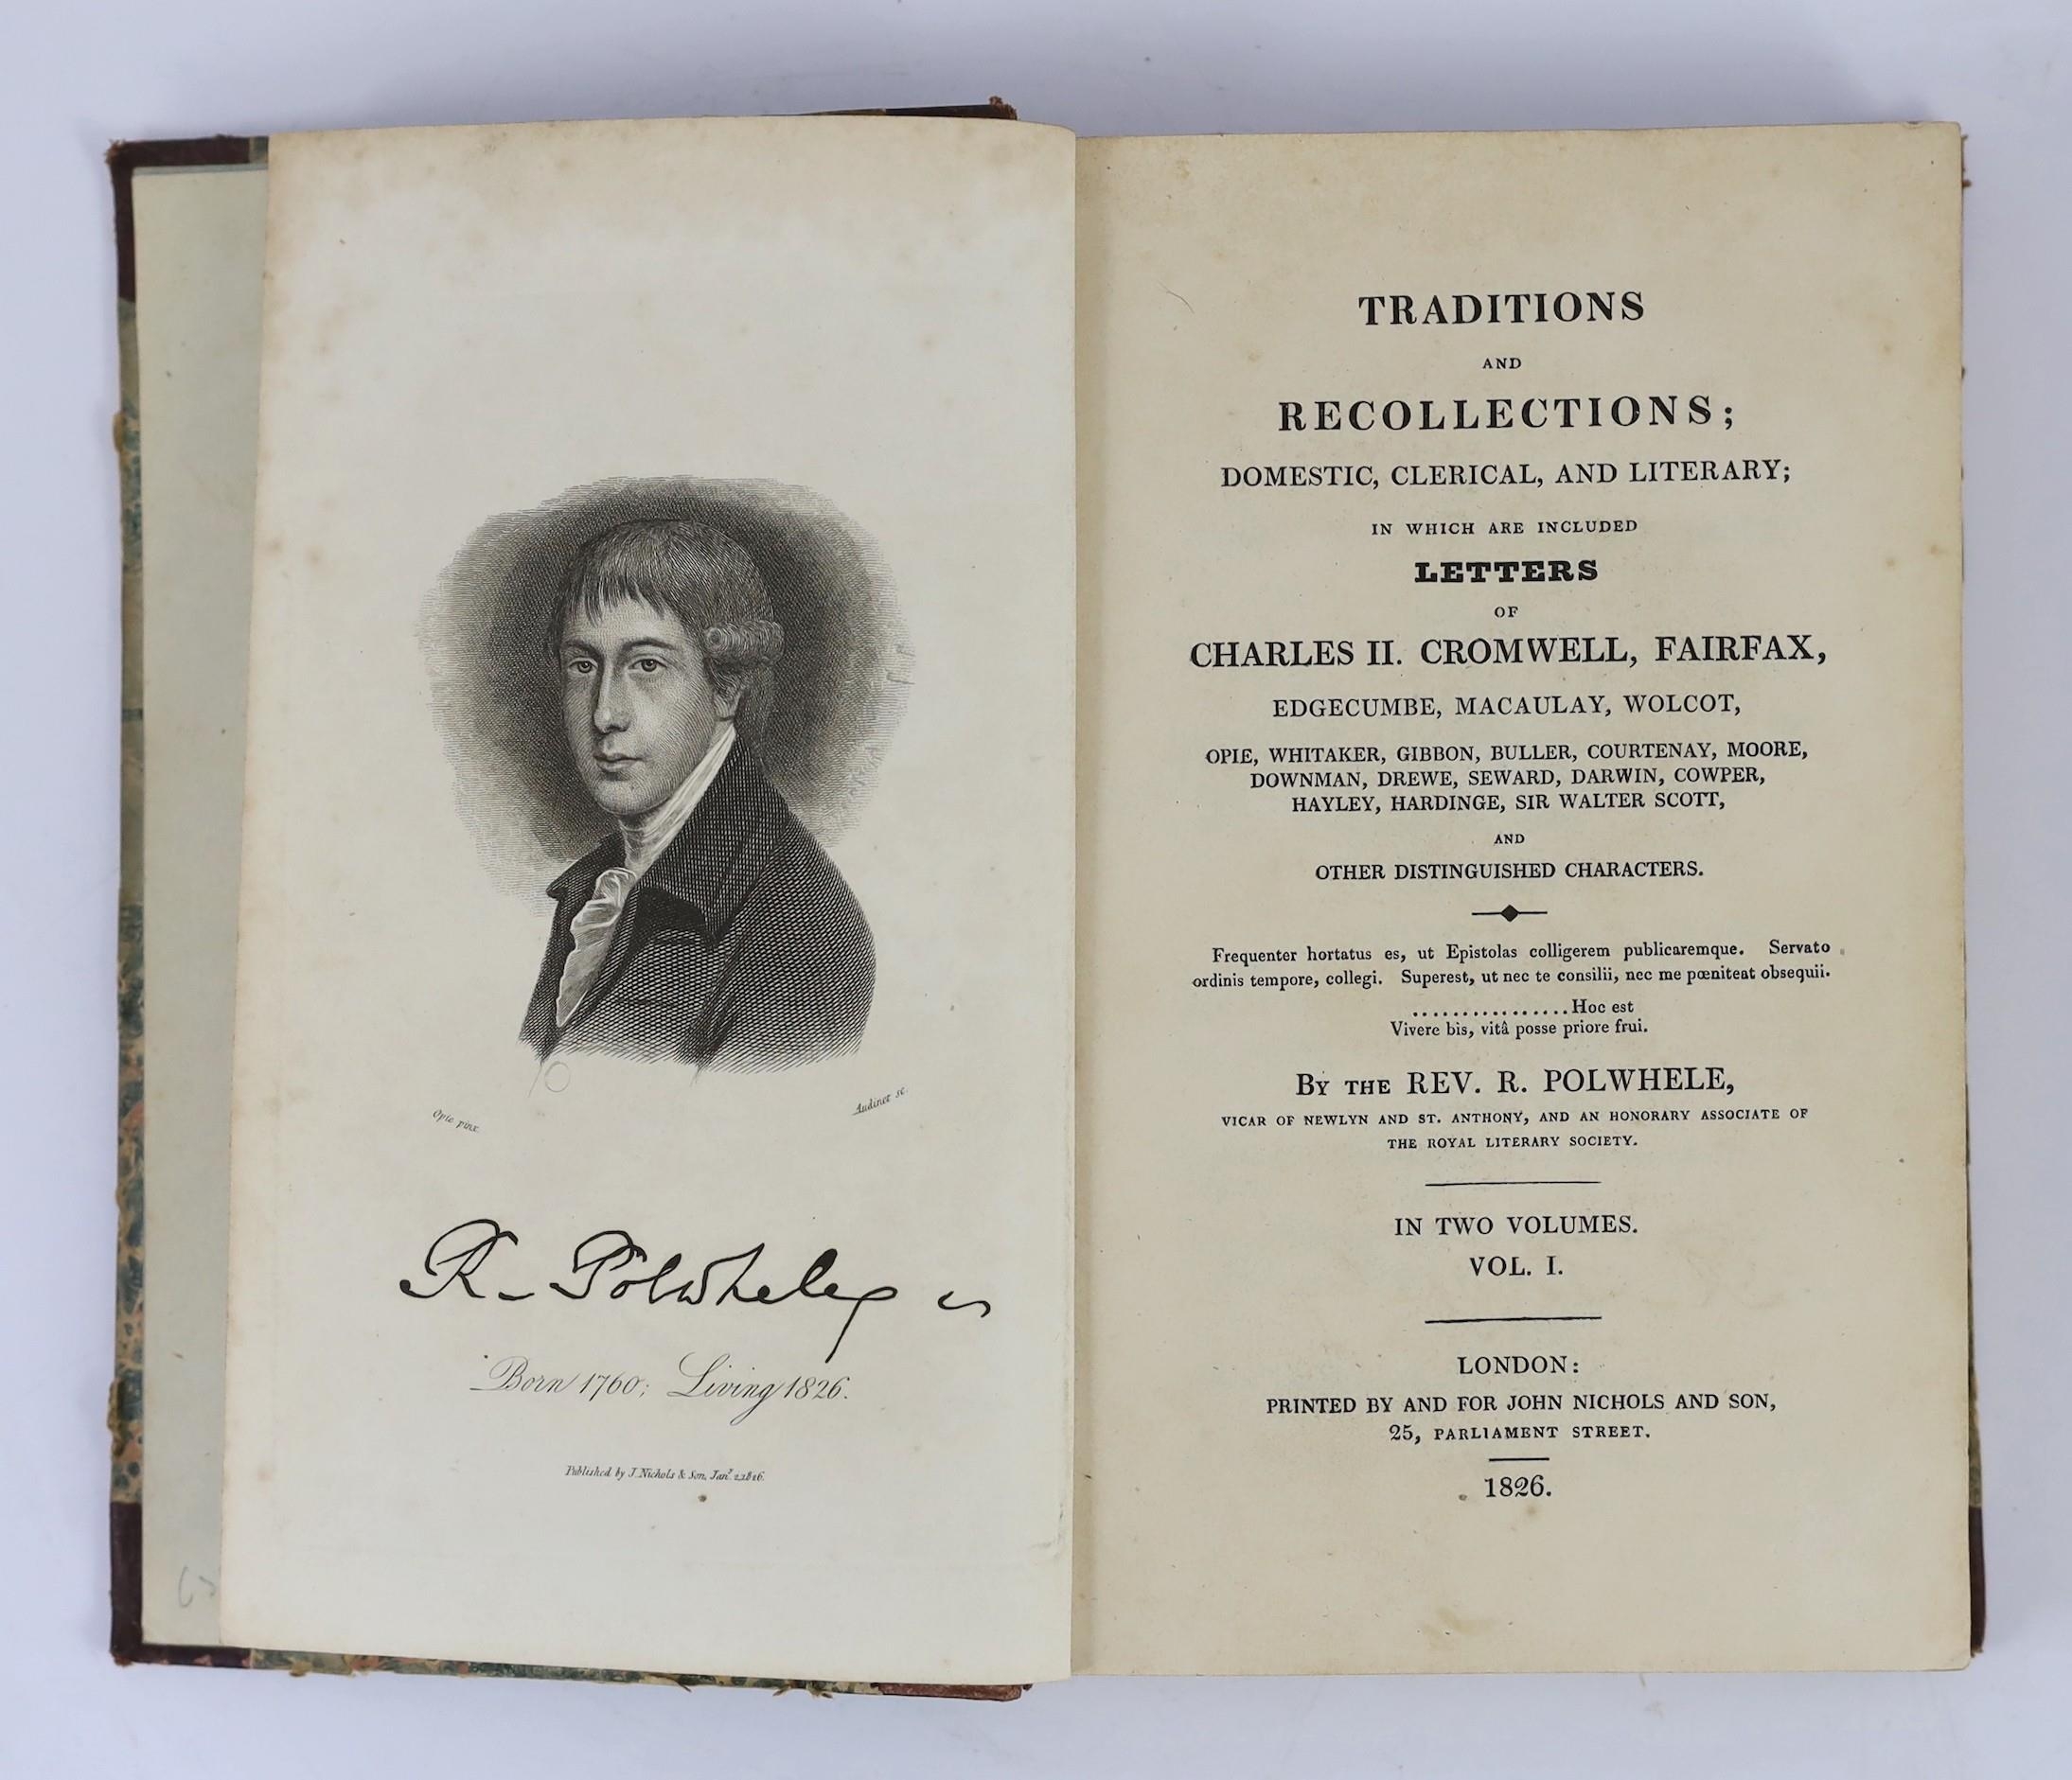 Opie pinx.
Audinet sc.
R. Polwhele
Born 1760; Living 1826.
Published by J. Nichols & Son, Jan.y 2, 1826.
TRADITIONS
AND
RECOLLECTIONS;
DOMESTIC, CLERICAL, AND LITERARY;
IN WHICH ARE INCLUDED
LETTERS
OF
CHARLES II. CROMWELL, FAIRFAX,
EDGECUMBE, MACAULAY, WOLCOT,
OPIE, WHITAKER, GIBBON, BULLER, COURTENAY, MOORE,
DOWNMAN, DREWE, SEWARD, DARWIN, COWPER,
HAYLEY, HARDINGE, SIR WALTER SCOTT,
AND
OTHER DISTINGUISHED CHARACTERS.
Frequenter hortatus es, ut Epistolas colligerem publicaremque. Servato
ordinis tempore, collegi. Superest, ut nec te consilii, nec me pœniteat obsequii.
................Hoc est
Vivere bìs, vitâ posse priore frui.
BY THE REV. R. POLWHELE,
VICAR OF NEWLYN AND ST. ANTHONY, AND AN HONORARY ASSOCIATE OF
THE ROYAL LITERARY SOCIETY.
IN TWO VOLUMES.
VOL. I.
LONDON:
PRINTED BY AND FOR JOHN NICHOLS AND SON,
25, PARLIAMENT STREET.
1826.